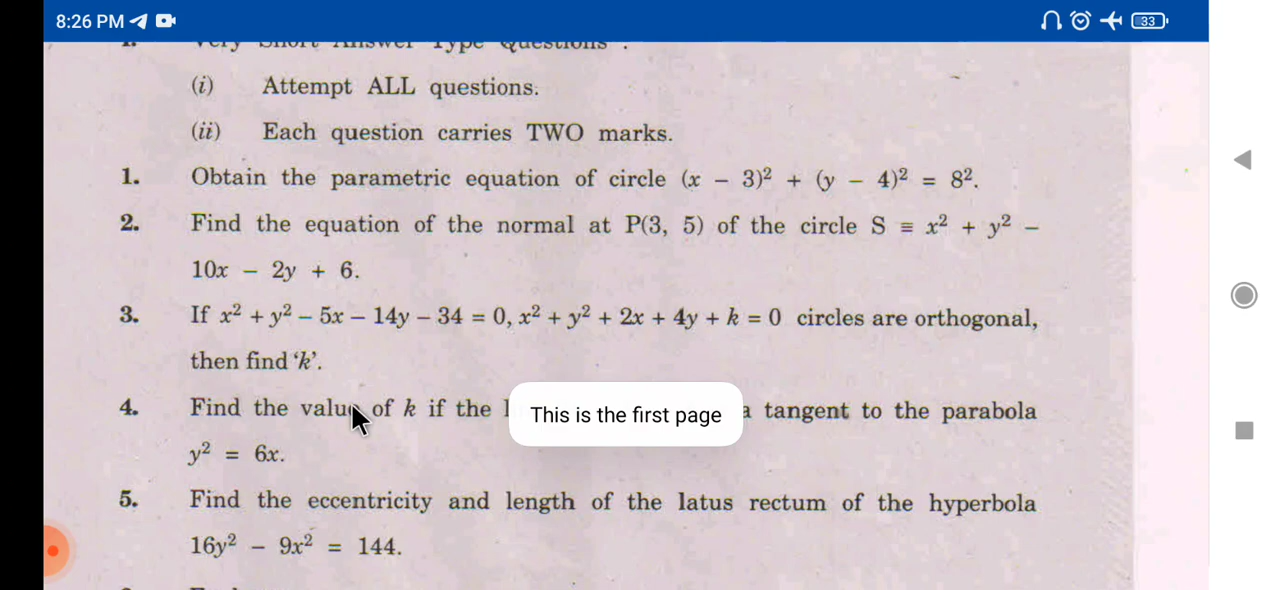 8:26 PM
33
Very Short Answer Type Questions :
(i) Attempt ALL questions.
(ii) Each question carries TWO marks.
1. Obtain the parametric equation of circle (x − 3)² + (y − 4)² = 8².
2. Find the equation of the normal at P(3, 5) of the circle S ≡ x² + y² −
10x − 2y + 6.
3. If x² + y² − 5x − 14y − 34 = 0, x² + y² + 2x + 4y + k = 0 circles are orthogonal,
then find ‘k’.
4. Find the value of k if the a tangent to the parabola
This is the first page
y² = 6x.
5. Find the eccentricity and length of the latus rectum of the hyperbola
16y² − 9x² = 144.